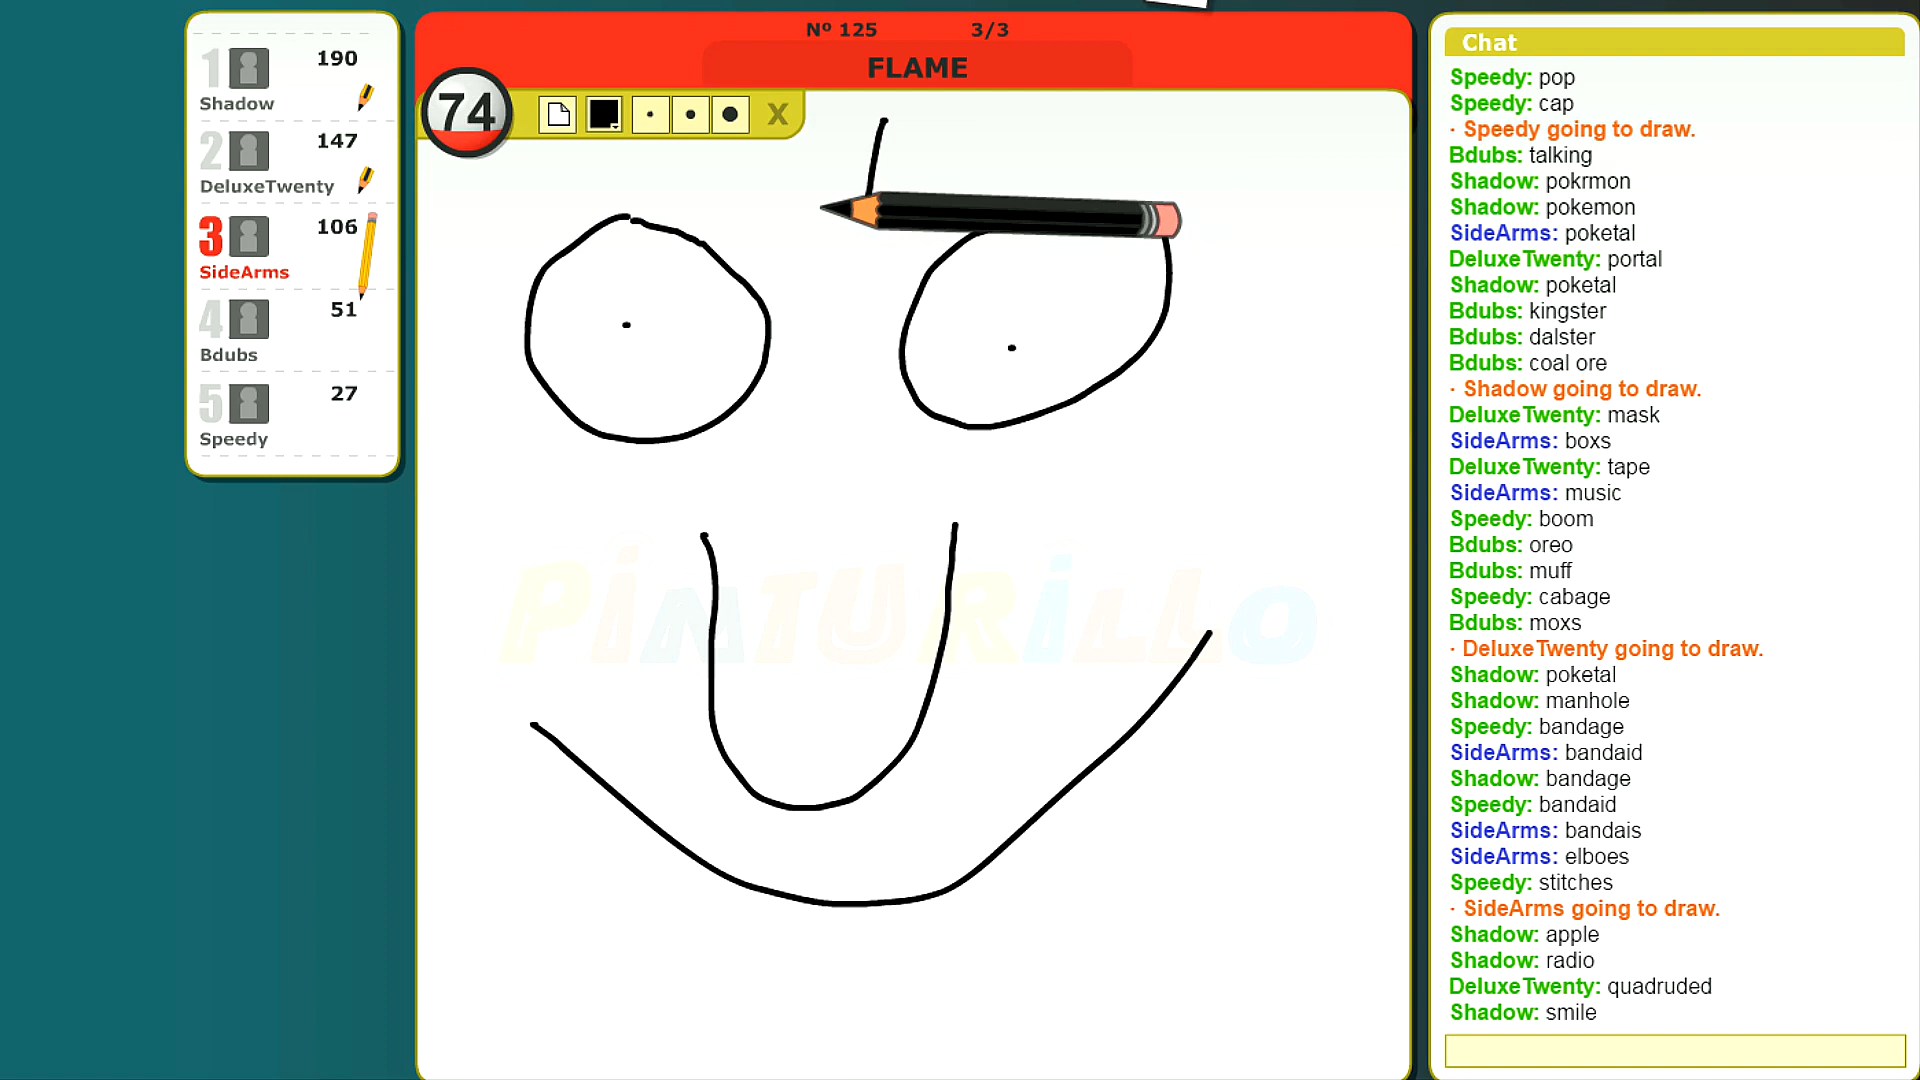 1
190
Shadow
2
147
DeluxeTwenty
3
106
SideArms
4
51
Bdubs
5
27
Speedy
Nº 125 3/3
FLAME
74
X
PINTURILLO
Chat
Speedy: pop
Speedy: cap
· Speedy going to draw.
Bdubs: talking
Shadow: pokrmon
Shadow: pokemon
SideArms: poketal
DeluxeTwenty: portal
Shadow: poketal
Bdubs: kingster
Bdubs: dalster
Bdubs: coal ore
· Shadow going to draw.
DeluxeTwenty: mask
SideArms: boxs
DeluxeTwenty: tape
SideArms: music
Speedy: boom
Bdubs: oreo
Bdubs: muff
Speedy: cabage
Bdubs: moxs
· DeluxeTwenty going to draw.
Shadow: poketal
Shadow: manhole
Speedy: bandage
SideArms: bandaid
Shadow: bandage
Speedy: bandaid
SideArms: bandais
SideArms: elboes
Speedy: stitches
· SideArms going to draw.
Shadow: apple
Shadow: radio
DeluxeTwenty: quadruded
Shadow: smile